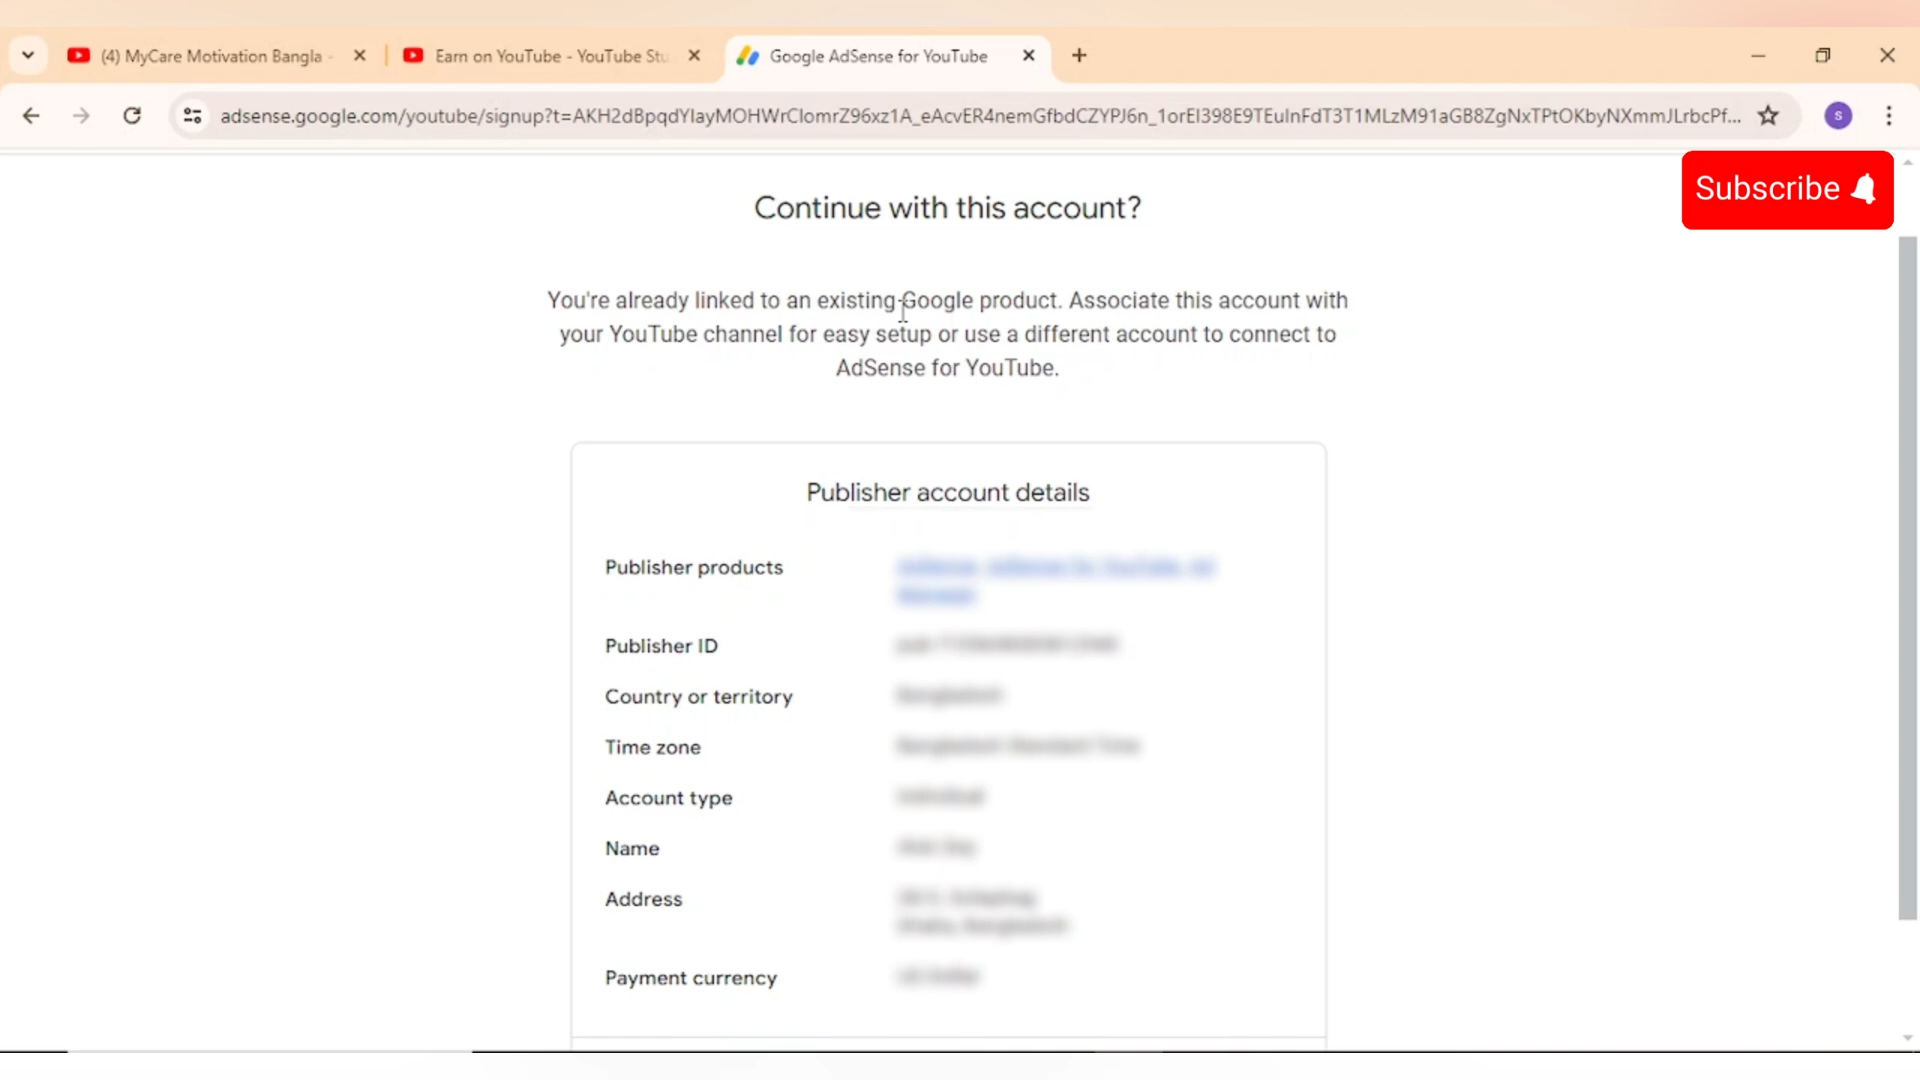 (4) MyCare Motivation Bangla -
Earn on YouTube - YouTube Stu
Google AdSense for YouTube
adsense.google.com/youtube/signup?t=AKH2dBpqdYIayMOHWrCIomrZ96xz1A_eAcvER4nemGfbdCZYPJ6n_1orEI398E9TEuInFdT3T1MLzM91aGB8ZgNxTPtOKbyNXmmJLrbcPf...
S
Subscribe
Continue with this account?
You're already linked to an existing Google product. Associate this account with
your YouTube channel for easy setup or use a different account to connect to
AdSense for YouTube.
Publisher account details
Publisher products
Publisher ID
Country or territory
Time zone
Account type
Name
Address
Payment currency